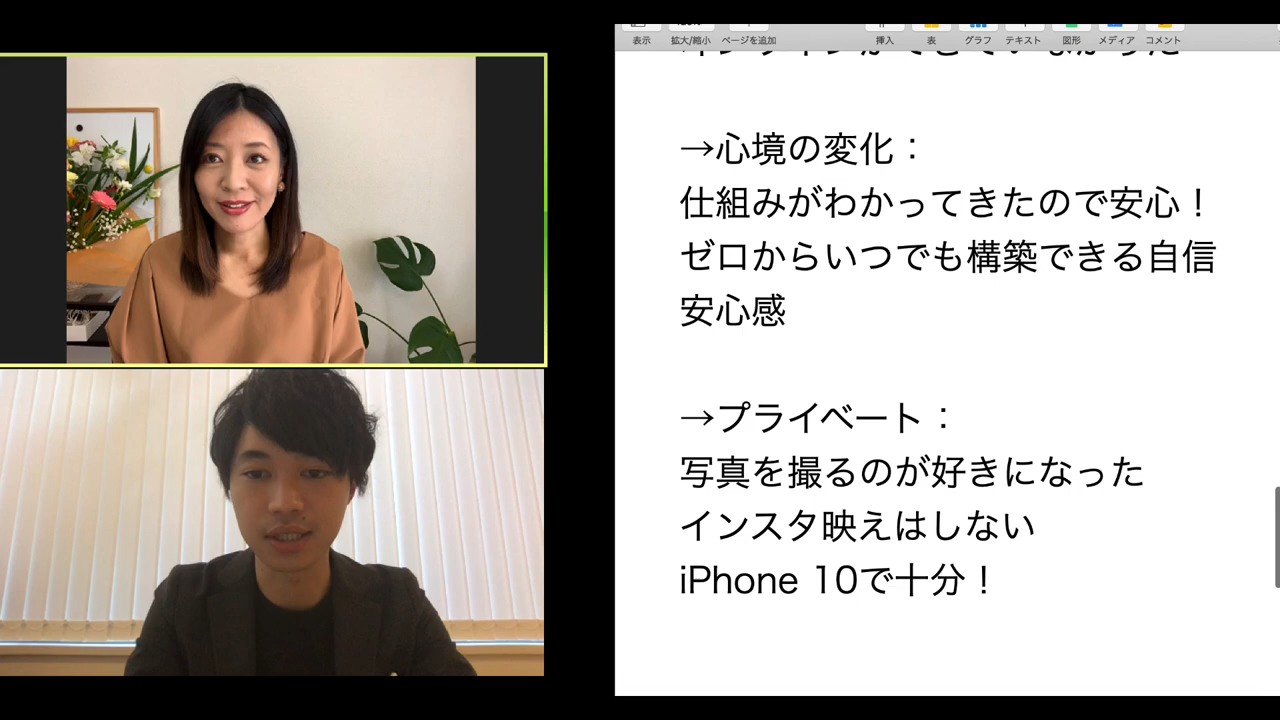 表示
拡大/縮小
ページを追加
挿入
表
グラフ
テキスト
図形
メディア
コメント
→心境の変化：
仕組みがわかってきたので安心！
ゼロからいつでも構築できる自信
安心感
→プライベート：
写真を撮るのが好きになった
インスタ映えはしない
iPhone 10で十分！